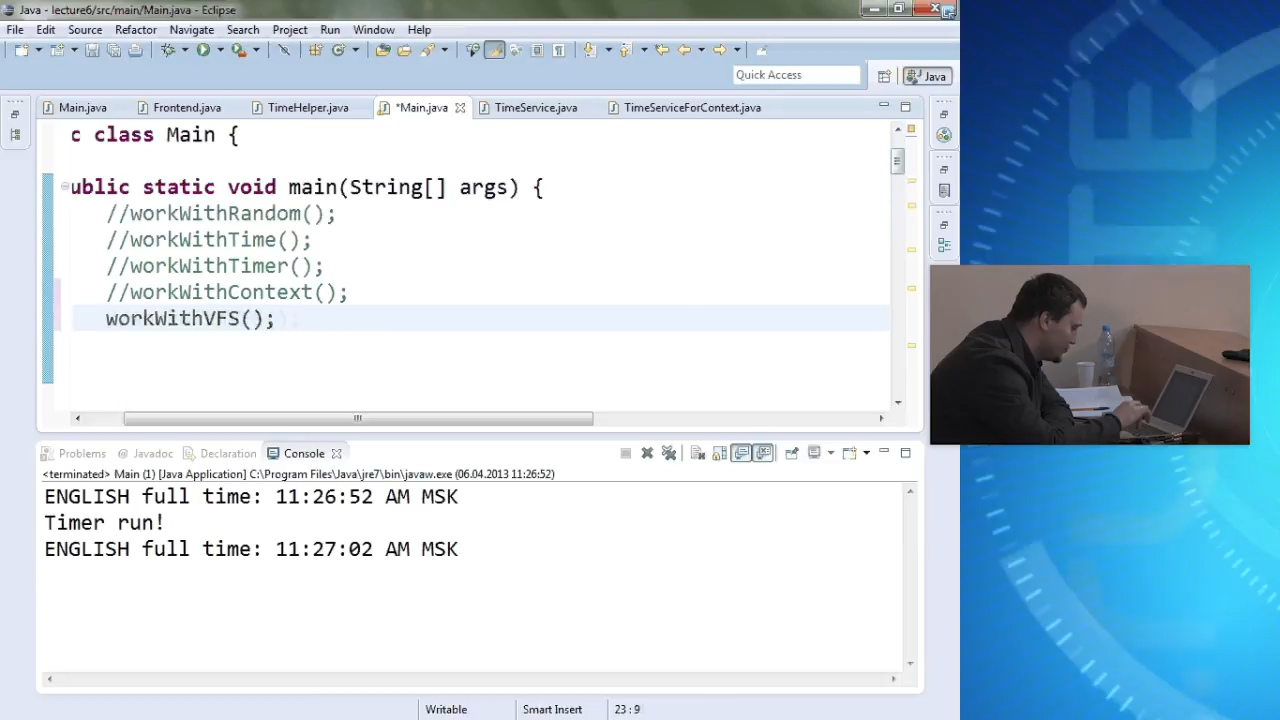 Java - lecture6/src/main/Main.java - Eclipse
File Edit Source Refactor Navigate Search Project Run Window Help
Quick Access
Java
Main.java Frontend.java TimeHelper.java *Main.java TimeService.java TimeServiceForContext.java
c class Main {
ublic static void main(String[] args) {
//workWithRandom();
//workWithTime();
//workWithTimer();
//workWithContext();
workWithVFS();
Problems @ Javadoc Declaration Console
<terminated> Main (1) [Java Application] C:\Program Files\Java\jre7\bin\javaw.exe (06.04.2013 11:26:52)
ENGLISH full time: 11:26:52 AM MSK
Timer run!
ENGLISH full time: 11:27:02 AM MSK
Writable Smart Insert 23 : 9